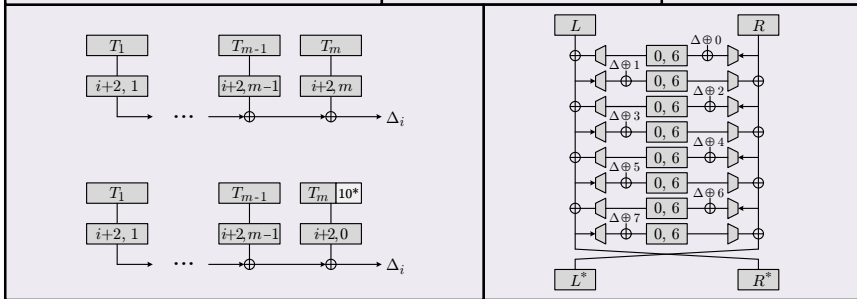 T1 Tm-1 Tm
i+2, 1 i+2,m-1 i+2,m
··· Δi
T1 Tm-1 Tm 10*
i+2, 1 i+2,m-1 i+2,0
··· Δi
L R
0, 6 Δ⊕0
Δ⊕1 0, 6
0, 6 Δ⊕2
Δ⊕3 0, 6
0, 6 Δ⊕4
Δ⊕5 0, 6
0, 6 Δ⊕6
Δ⊕7 0, 6
L* R*